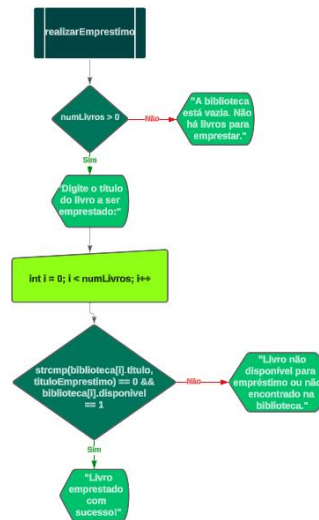 realizarEmprestimo
numLivros > 0
Não
"A biblioteca
está vazia. Não
há livros para
emprestar."
Sim
"Digite o título
do livro a ser
emprestado:"
int i = 0; i < numLivros; i++
strcmp(biblioteca[i].titulo,
tituloEmprestimo) == 0 &&
biblioteca[i].disponivel
== 1
Não
"Livro não
disponível para
empréstimo ou não
encontrado na
biblioteca."
Sim
"Livro
emprestado
com
sucesso!"